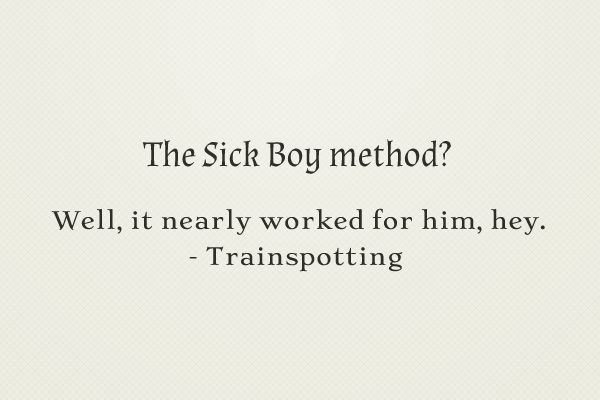 The Sick Boy method?
Well, it nearly worked for him, hey.
- Trainspotting